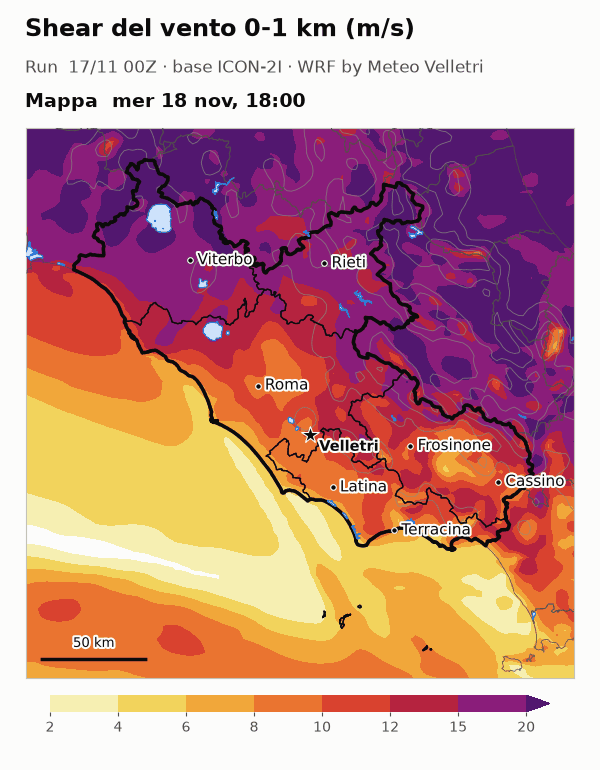 Shear del vento 0-1 km (m/s)
Run  17/11 00Z · base ICON-2I · WRF by Meteo Velletri
Mappa  mer 18 nov, 18:00
Viterbo
Rieti
Roma
Velletri
Frosinone
Latina
Cassino
Terracina
50 km
2 4 6 8 10 12 15 20